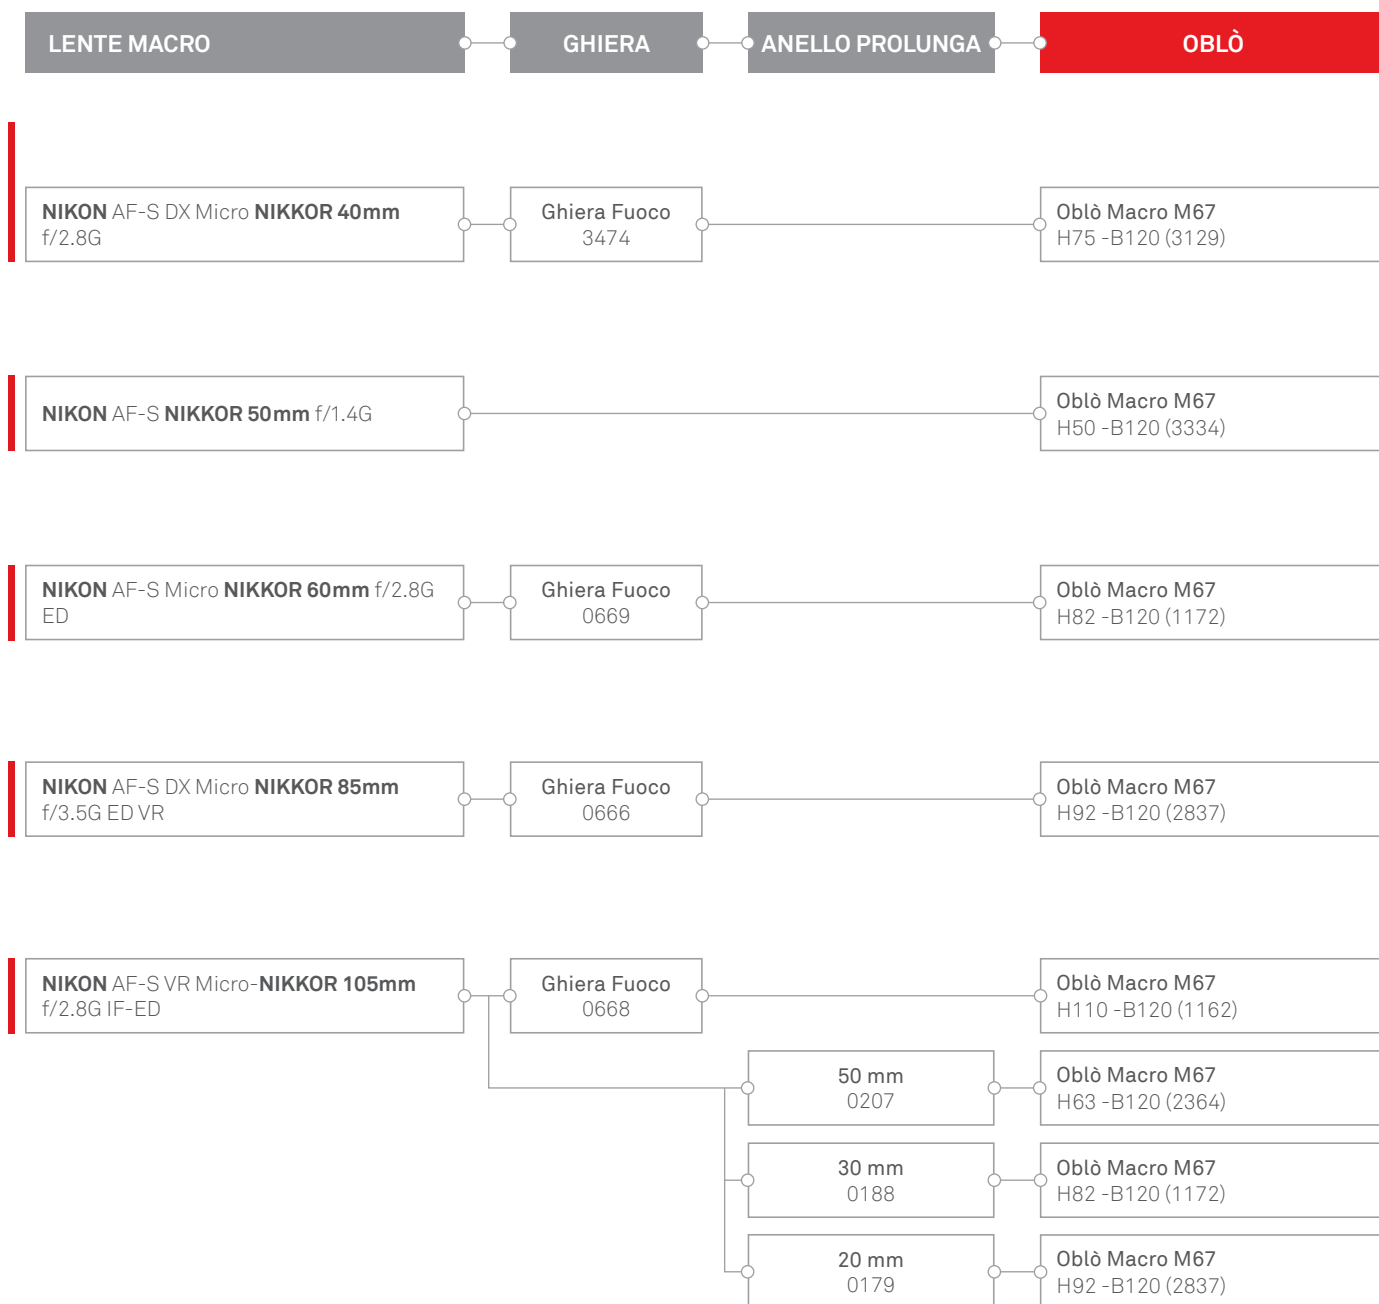 LENTE MACRO
GHIERA
ANELLO PROLUNGA
OBLÒ
NIKON AF-S DX Micro NIKKOR 40mm
f/2.8G
Ghiera Fuoco
3474
Oblò Macro M67
H75 -B120 (3129)
NIKON AF-S NIKKOR 50mm f/1.4G
Oblò Macro M67
H50 -B120 (3334)
NIKON AF-S Micro NIKKOR 60mm f/2.8G
ED
Ghiera Fuoco
0669
Oblò Macro M67
H82 -B120 (1172)
NIKON AF-S DX Micro NIKKOR 85mm
f/3.5G ED VR
Ghiera Fuoco
0666
Oblò Macro M67
H92 -B120 (2837)
NIKON AF-S VR Micro-NIKKOR 105mm
f/2.8G IF-ED
Ghiera Fuoco
0668
Oblò Macro M67
H110 -B120 (1162)
50 mm
0207
Oblò Macro M67
H63 -B120 (2364)
30 mm
0188
Oblò Macro M67
H82 -B120 (1172)
20 mm
0179
Oblò Macro M67
H92 -B120 (2837)